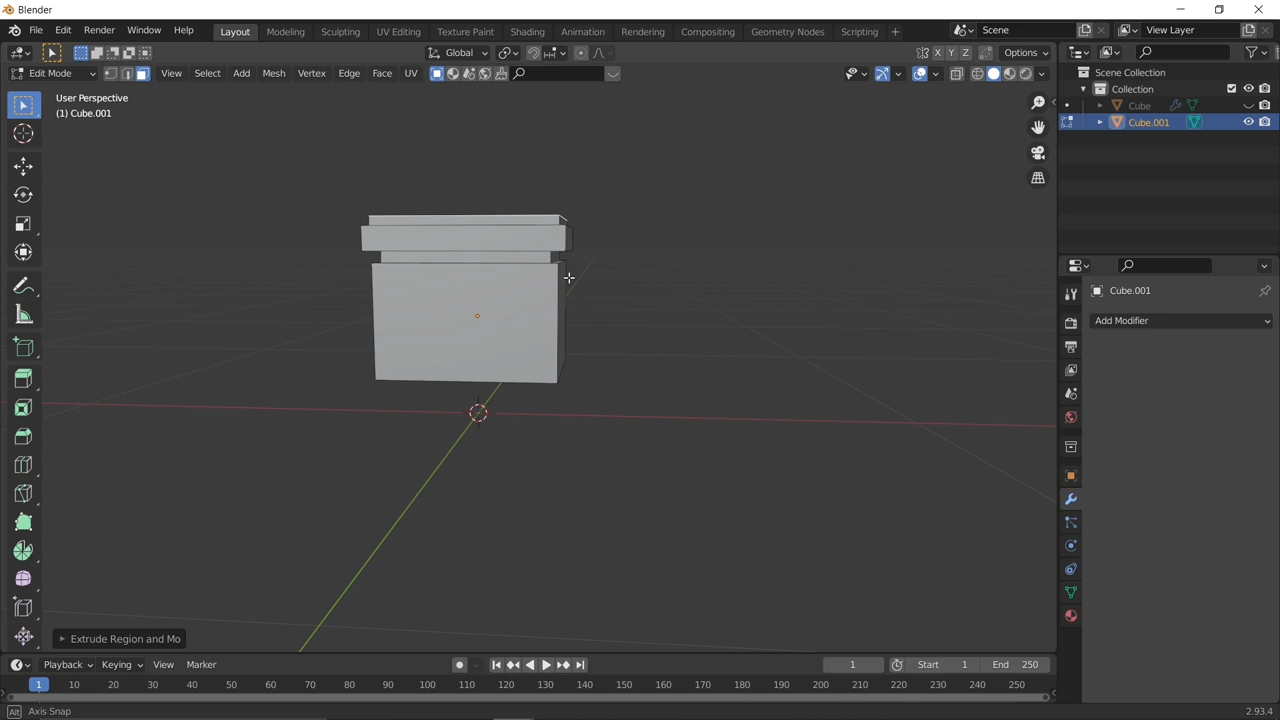 Blender
File Edit Render Window Help
Layout Modeling Sculpting UV Editing Texture Paint Shading Animation Rendering Compositing Geometry Nodes Scripting +
Scene
View Layer
Global
X Y Z
Options
Edit Mode View Select Add Mesh Vertex Edge Face UV
User Perspective
(1) Cube.001
Scene Collection
Collection
Cube
Cube.001
Cube.001
Add Modifier
Extrude Region and Mo
Playback Keying View Marker
1
Start 1
End 250
1 10 20 30 40 50 60 70 80 90 100 110 120 130 140 150 160 170 180 190 200 210 220 230 240 250
Alt Axis Snap
2.93.4